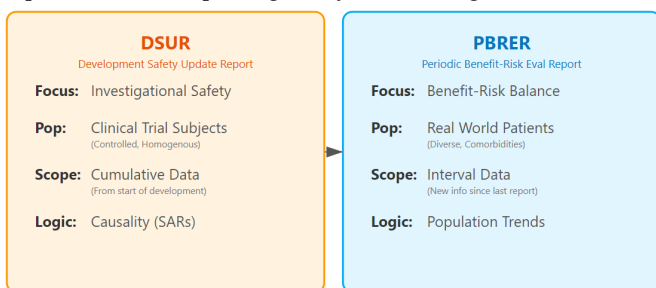 DSUR
Development Safety Update Report
Focus: Investigational Safety
Pop: Clinical Trial Subjects
(Controlled, Homogenous)
Scope: Cumulative Data
(From start of development)
Logic: Causality (SARs)
PBRER
Periodic Benefit-Risk Eval Report
Focus: Benefit-Risk Balance
Pop: Real World Patients
(Diverse, Comorbidities)
Scope: Interval Data
(New info since last report)
Logic: Population Trends